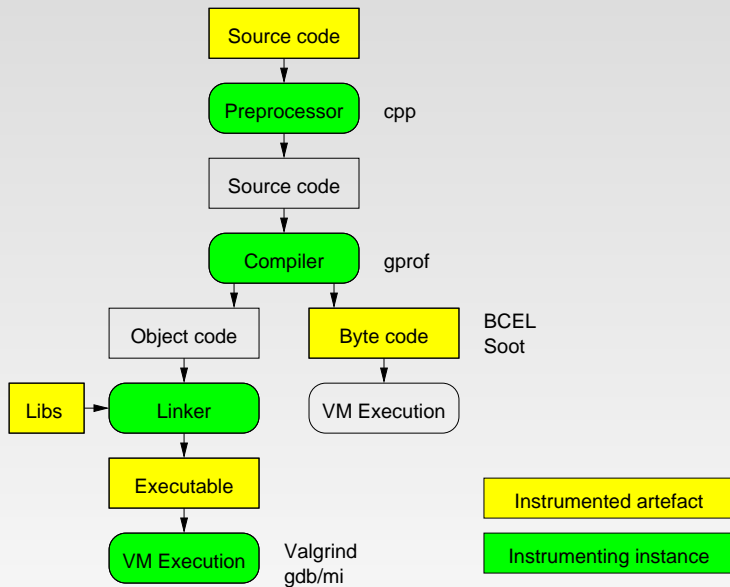 Source code
Preprocessor
cpp
Source code
Compiler
gprof
Object code
Byte code
BCEL
Soot
Libs
Linker
VM Execution
Executable
Instrumented artefact
VM Execution
Valgrind
gdb/mi
Instrumenting instance